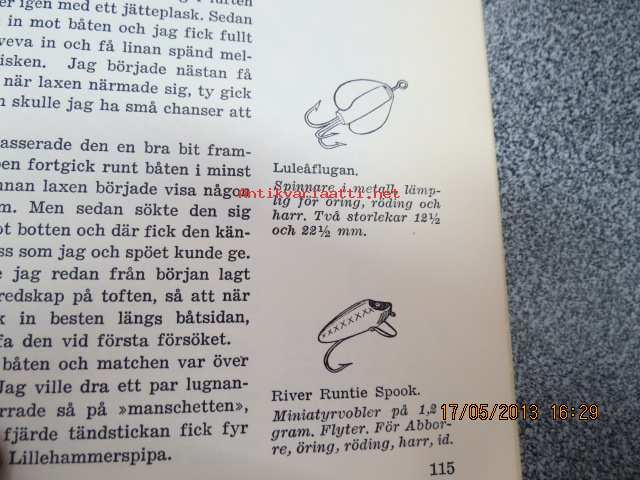 er igen med ett jätteplask. Sedan
in mot båten och jag fick fullt
veva in och få linan spänd mel-
isken. Jag började nästan få
när laxen närmade sig, ty gick
skulle jag ha små chanser att
asserade den en bra bit fram-
pen fortgick runt båten i minst
nnan laxen började visa någon
m. Men sedan sökte den sig
ot botten och där fick den kän-
ss som jag och spöet kunde ge.
e jag redan från början lagt
redskap på toften, så att när
k in besten längs båtsidan,
fa den vid första försöket.
båten och matchen var över
Jag ville dra ett par lugnan-
rrade så på »manschetten»,
fjärde tändstickan fick fyr
Lillehammerspipa.
Luleåflugan.
Spinnare i metall, lämp-
lig för öring, röding och
harr. Två storlekar 12½
och 22½ mm.
Antikvariaatti.net
River Runtie Spook.
Miniatyrvobler på 1,2
gram. Flyter. För Abbor-
re, öring, röding, harr, id.
17/05/2013 16:29
115